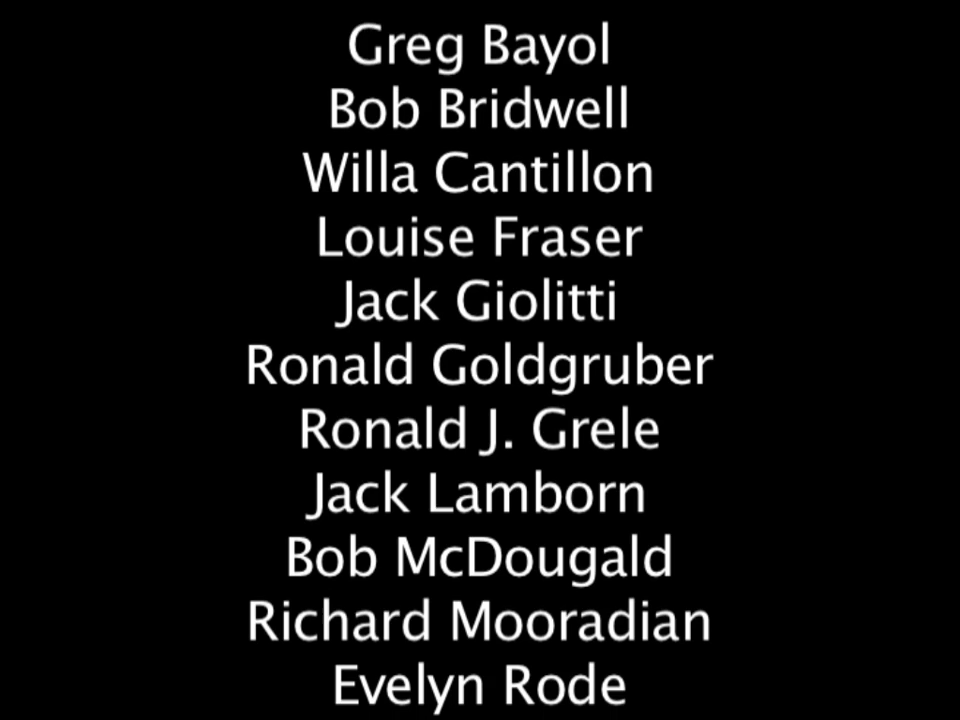 Greg Bayol
Bob Bridwell
Willa Cantillon
Louise Fraser
Jack Giolitti
Ronald Goldgruber
Ronald J. Grele
Jack Lamborn
Bob McDougald
Richard Mooradian
Evelyn Rode